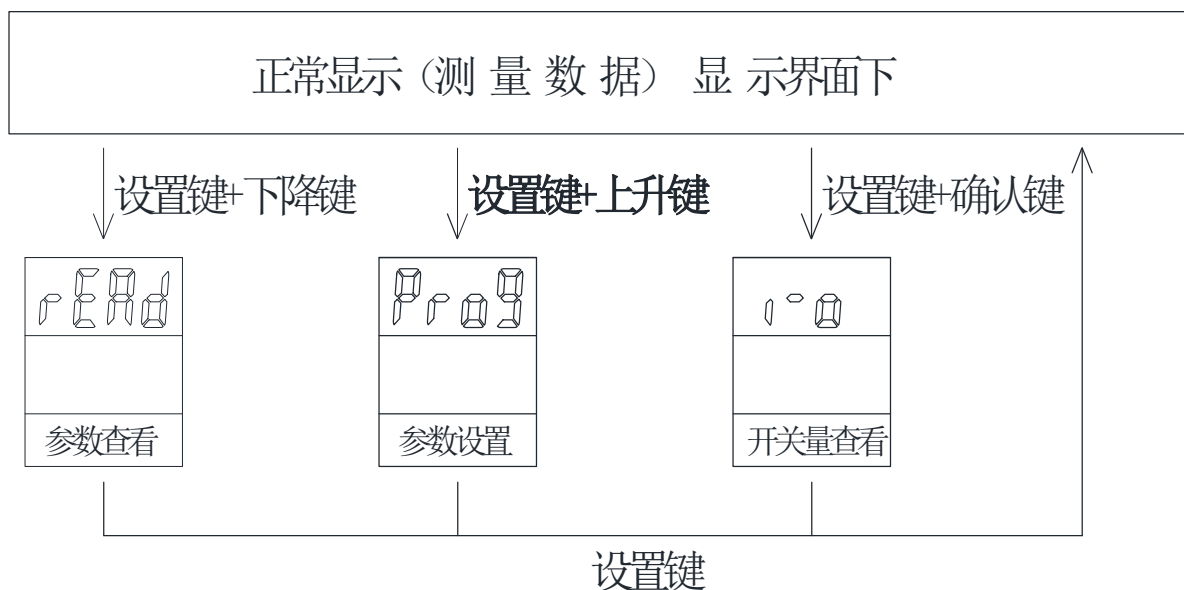 正常显示（测 量 数 据） 显 示界面下
设置键+下降键
设置键+上升键
设置键+确认键
rEAd
Prog
i-o
参数查看
参数设置
开关量查看
设置键